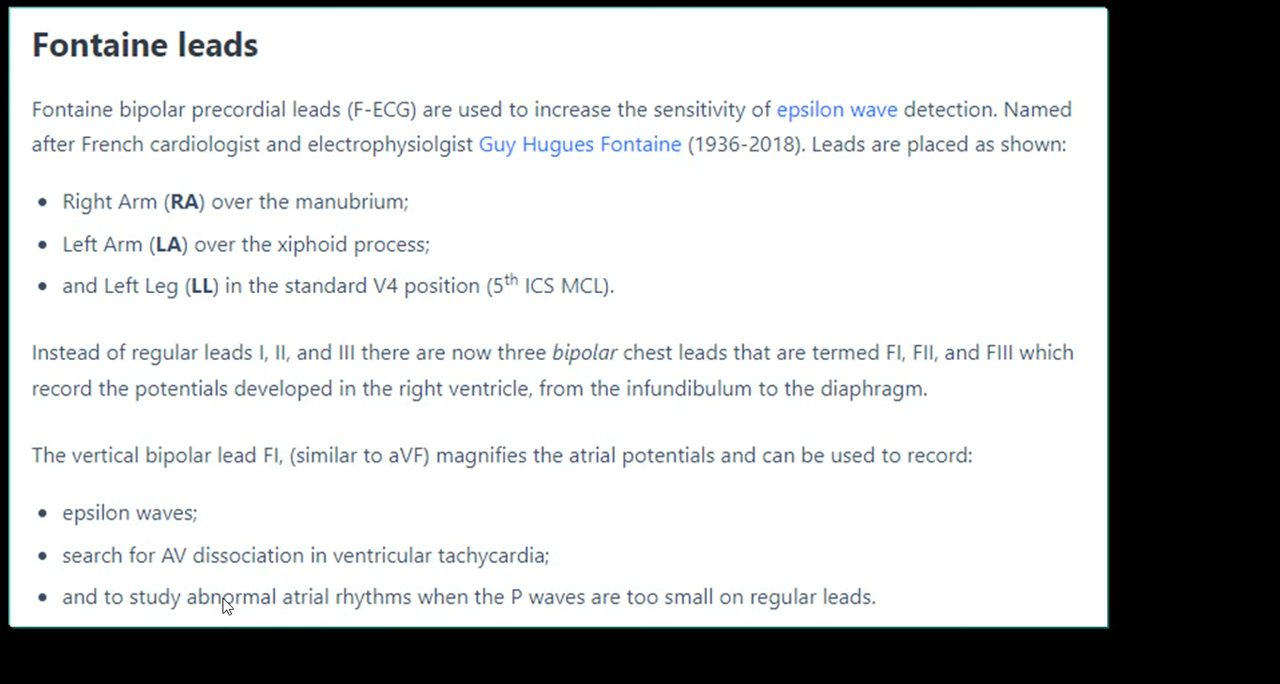 Fontaine leads
Fontaine bipolar precordial leads (F-ECG) are used to increase the sensitivity of epsilon wave detection. Named
after French cardiologist and electrophysiolgist Guy Hugues Fontaine (1936-2018). Leads are placed as shown:
• Right Arm (RA) over the manubrium;
• Left Arm (LA) over the xiphoid process;
• and Left Leg (LL) in the standard V4 position (5th ICS MCL).
Instead of regular leads I, II, and III there are now three bipolar chest leads that are termed FI, FII, and FIII which
record the potentials developed in the right ventricle, from the infundibulum to the diaphragm.
The vertical bipolar lead FI, (similar to aVF) magnifies the atrial potentials and can be used to record:
• epsilon waves;
• search for AV dissociation in ventricular tachycardia;
• and to study abnormal atrial rhythms when the P waves are too small on regular leads.